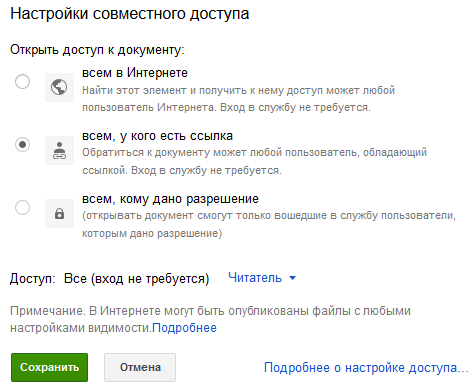 Настройки совместного доступа
Открыть доступ к документу:
всем в Интернете
Найти этот элемент и получить к нему доступ может любой
пользователь Интернета. Вход в службу не требуется.
всем, у кого есть ссылка
Обратиться к документу может любой пользователь, обладающий
ссылкой. Вход в службу не требуется.
всем, кому дано разрешение
(открывать документ смогут только вошедшие в службу пользователи,
которым дано разрешение)
Доступ: Все (вход не требуется) Читатель
Примечание. В Интернете могут быть опубликованы файлы с любыми
настройками видимости.Подробнее
Сохранить Отмена Подробнее о настройке доступа...